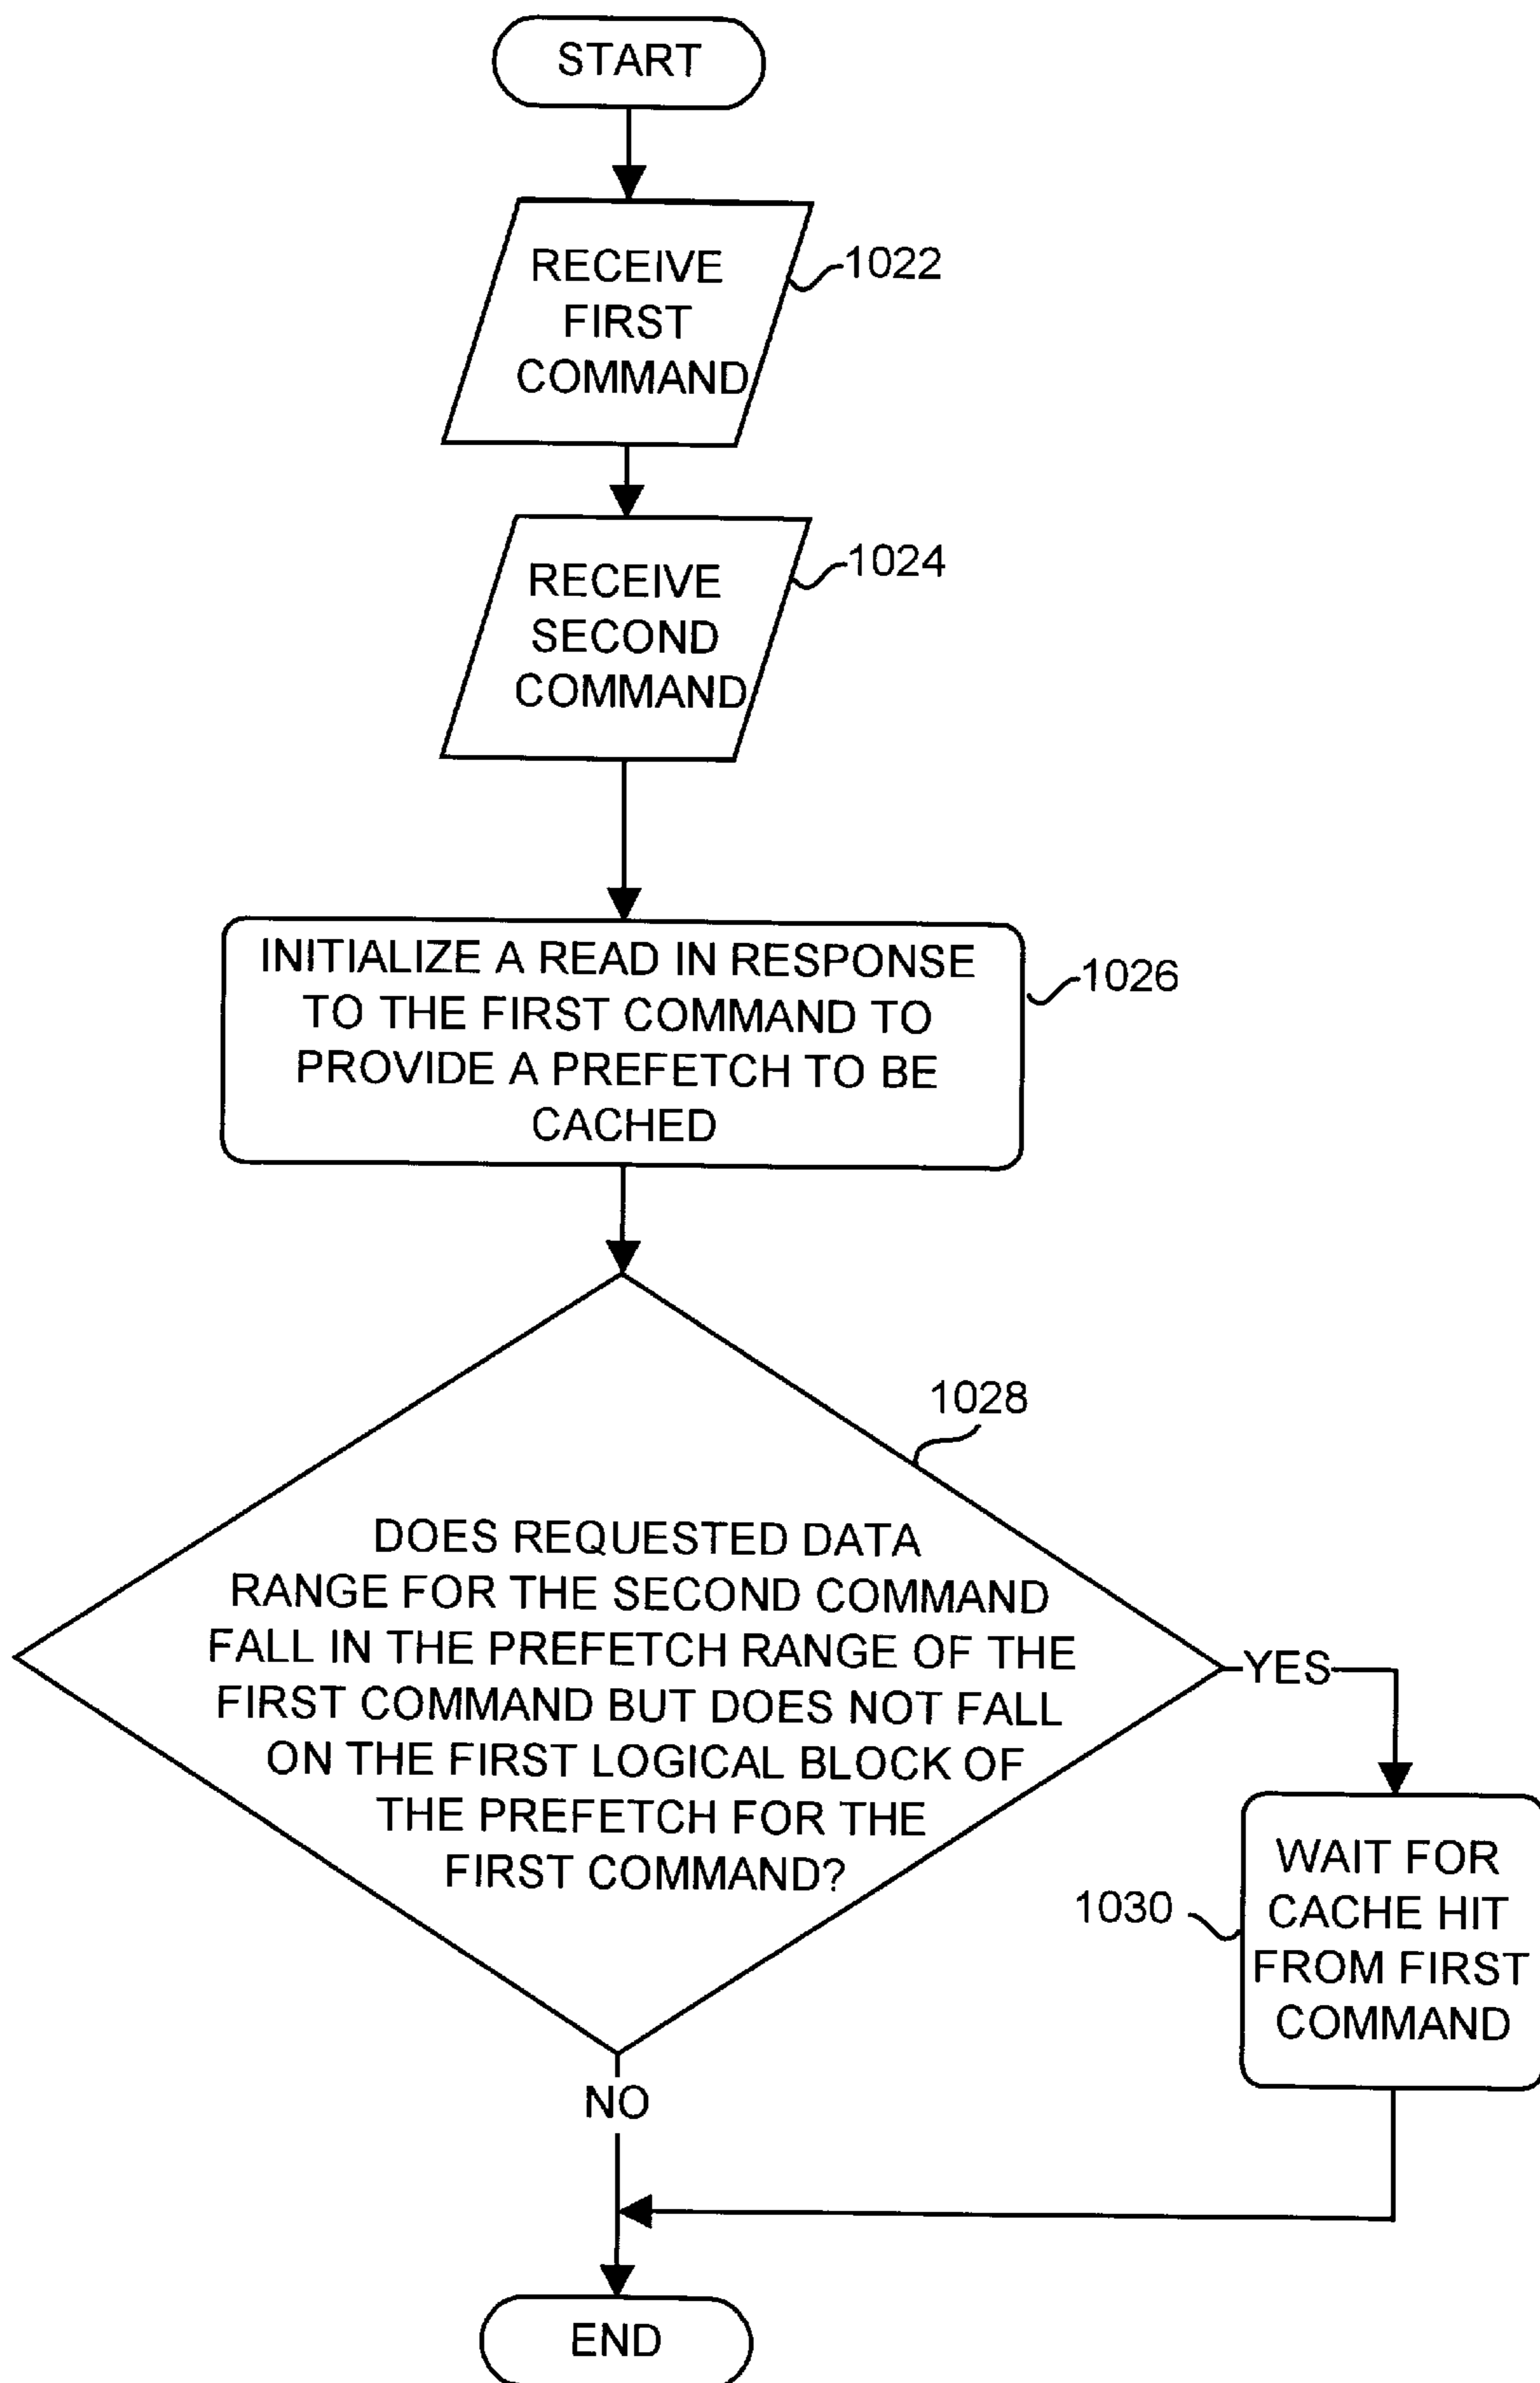 START
RECEIVE
FIRST
COMMAND
1022
RECEIVE
SECOND
COMMAND
1024
INITIALIZE A READ IN RESPONSE
TO THE FIRST COMMAND TO
PROVIDE A PREFETCH TO BE
CACHED
1026
1028
DOES REQUESTED DATA
RANGE FOR THE SECOND COMMAND
FALL IN THE PREFETCH RANGE OF THE
FIRST COMMAND BUT DOES NOT FALL
ON THE FIRST LOGICAL BLOCK OF
THE PREFETCH FOR THE
FIRST COMMAND?
YES
WAIT FOR
CACHE HIT
FROM FIRST
COMMAND
1030
NO
END